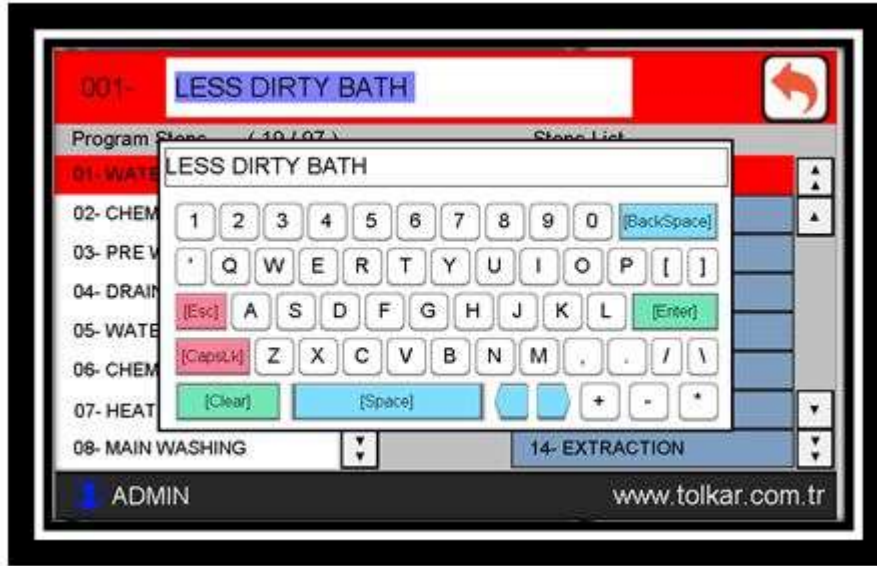 001- LESS DIRTY BATH
Program Steps ( 19 / 97 ) Steps List
LESS DIRTY BATH
01- WATE
02- CHEM
03- PRE W
04- DRAIN
05- WATE
06- CHEM
07- HEAT
08- MAIN WASHING
14- EXTRACTION
1 2 3 4 5 6 7 8 9 0 [BackSpace]
' Q W E R T Y U I O P [ ]
[Esc] A S D F G H J K L [Enter]
[CapsLk] Z X C V B N M , . / \
[Clear] [Space] + - *
ADMIN www.tolkar.com.tr